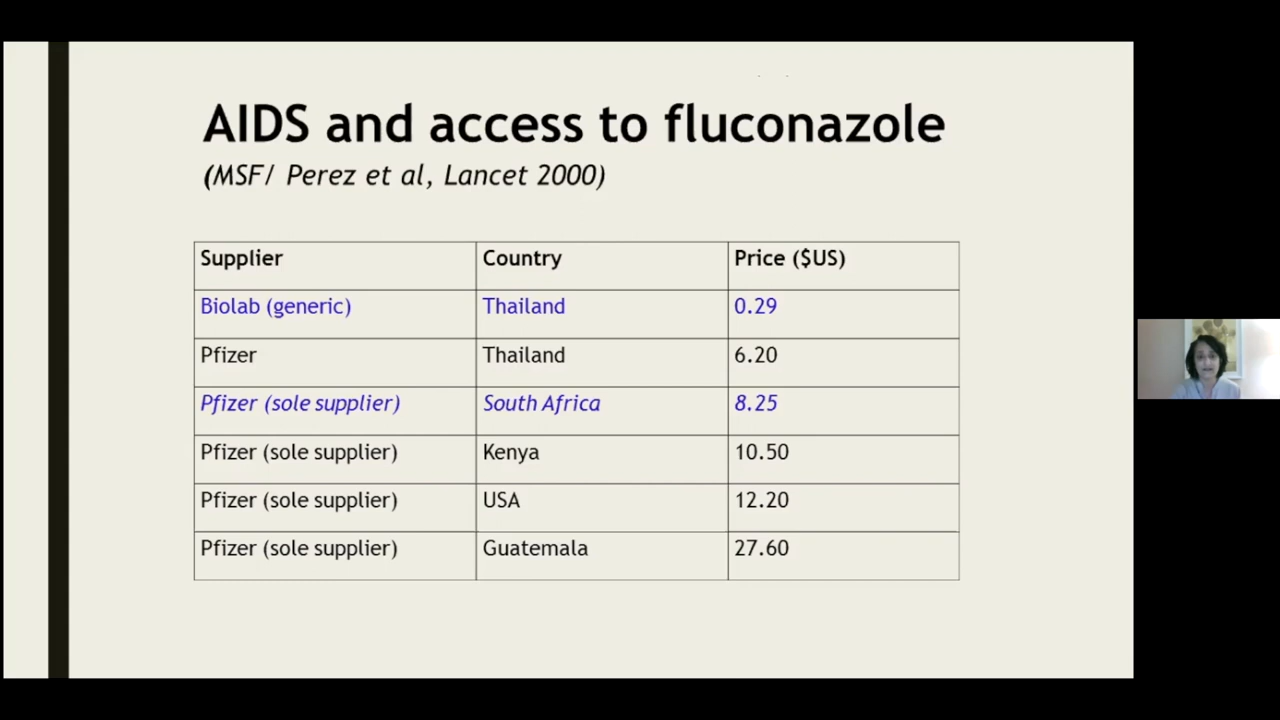 AIDS and access to fluconazole
(MSF/ Perez et al, Lancet 2000)
Supplier Country Price ($US)
Biolab (generic) Thailand 0.29
Pfizer Thailand 6.20
Pfizer (sole supplier) South Africa 8.25
Pfizer (sole supplier) Kenya 10.50
Pfizer (sole supplier) USA 12.20
Pfizer (sole supplier) Guatemala 27.60